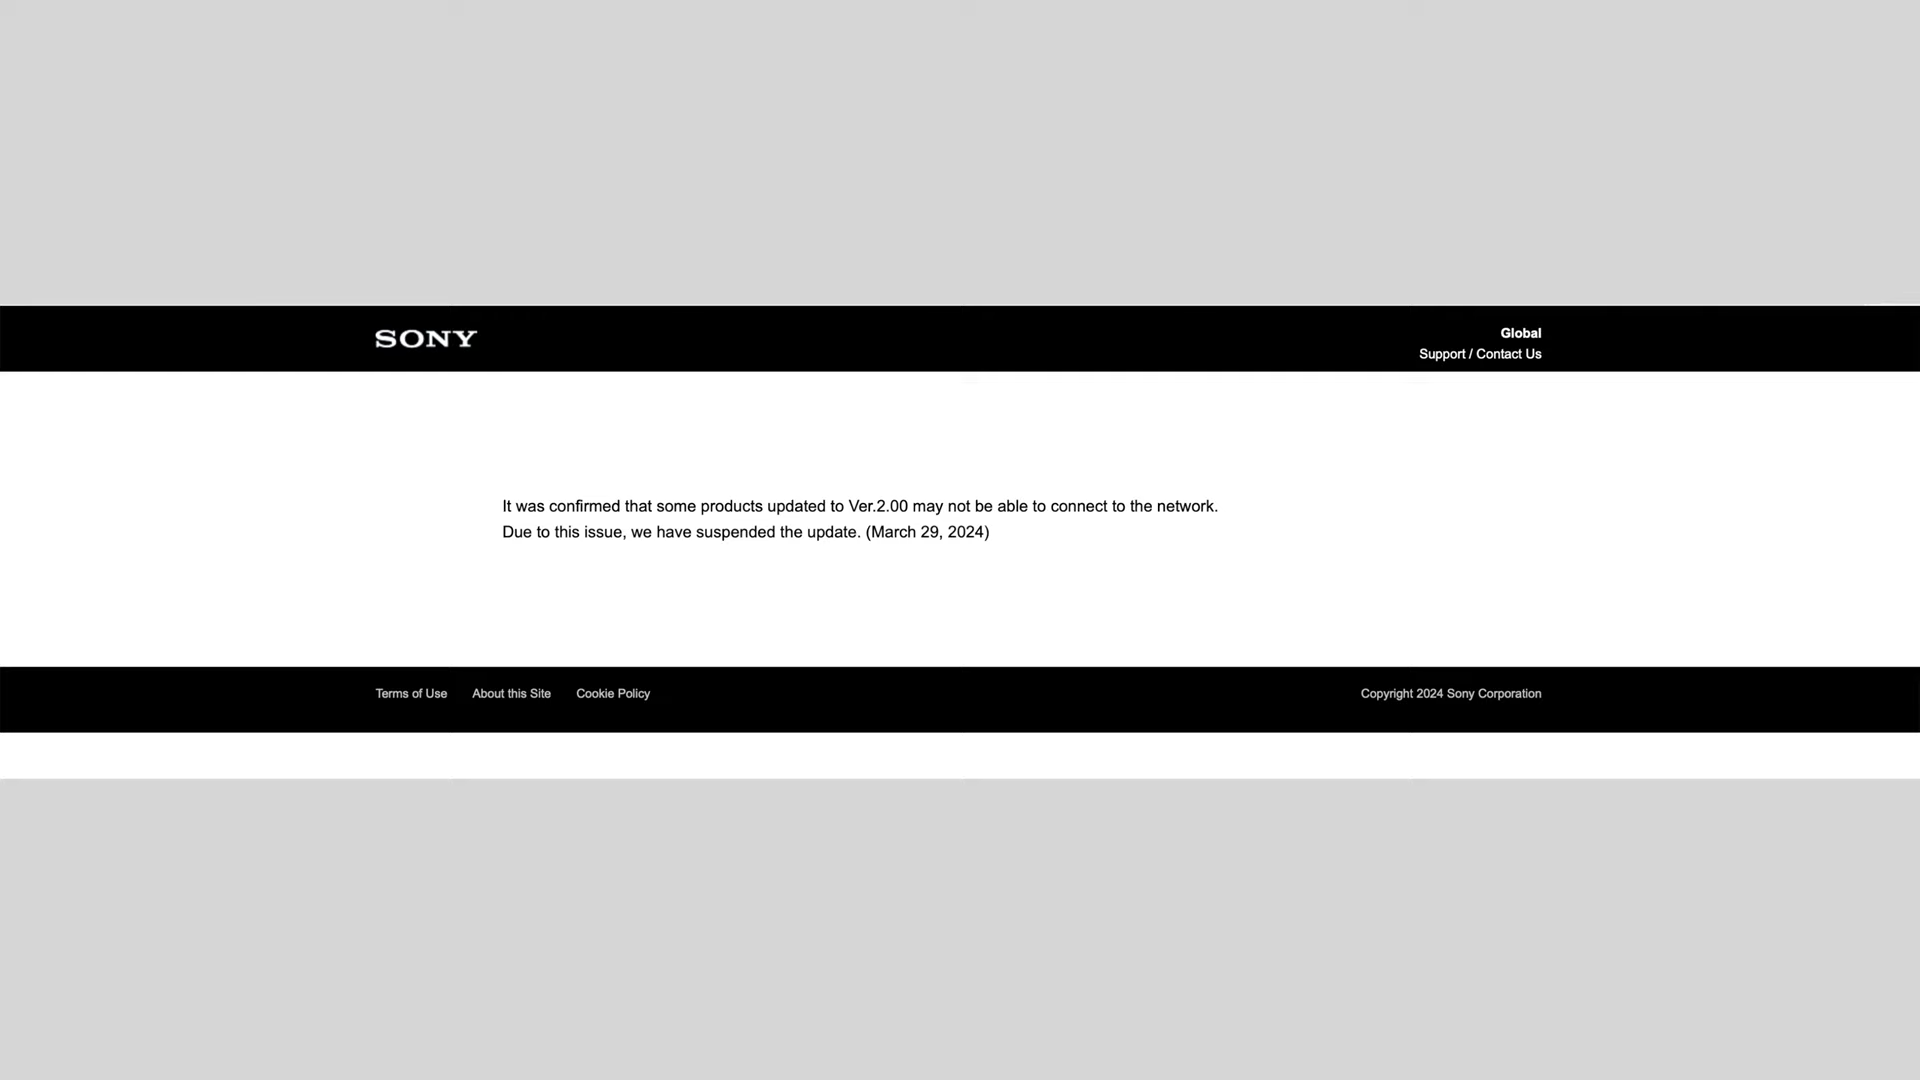 SONY
Global
Support / Contact Us
It was confirmed that some products updated to Ver.2.00 may not be able to connect to the network.
Due to this issue, we have suspended the update. (March 29, 2024)
Terms of Use
About this Site
Cookie Policy
Copyright 2024 Sony Corporation